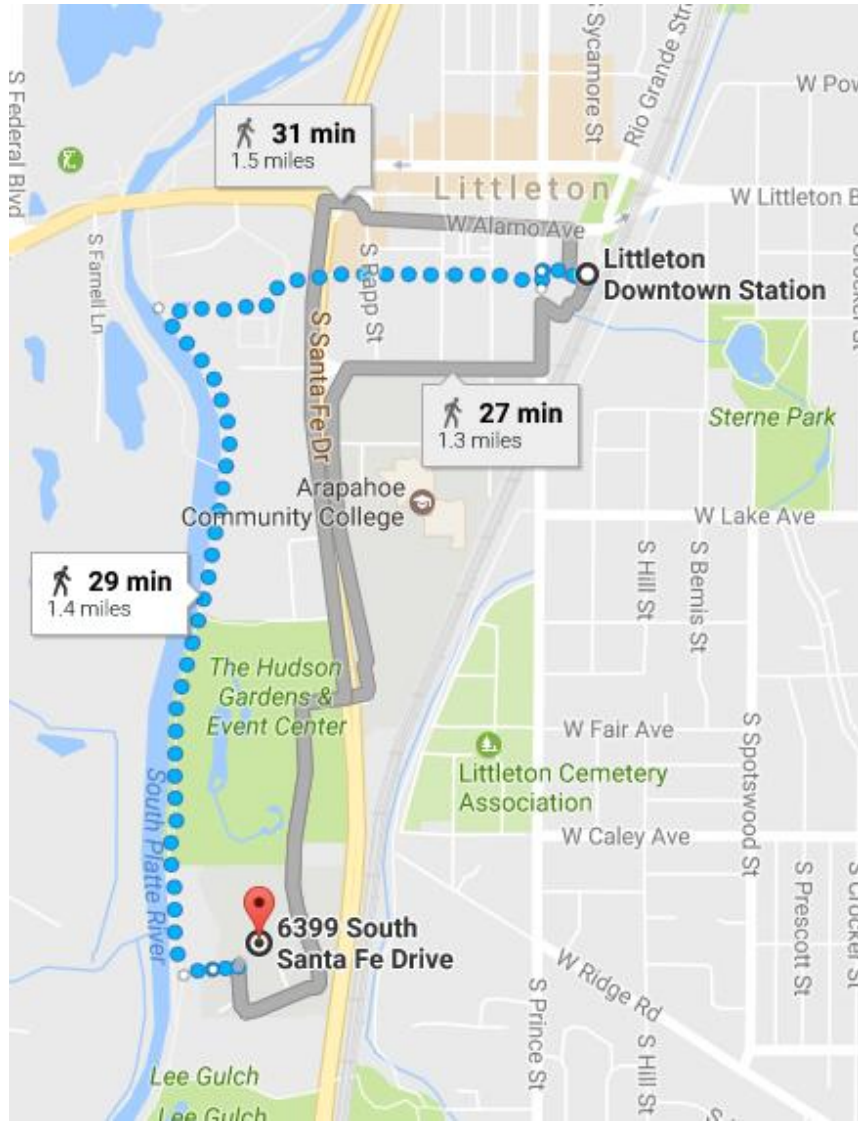 S Federal Blvd
S Sycamore St
Rio Grande Str
W Pow
31 min
1.5 miles
Littleton
W Littleton B
W Alamo Ave
S Farnell Ln
S Rapp St
Littleton
Downtown Station
S Santa Fe Dr
27 min
1.3 miles
Sterne Park
Arapahoe
Community College
W Lake Ave
S Hill St
S Bemis St
29 min
1.4 miles
The Hudson
Gardens &
Event Center
W Fair Ave
S Spotswood St
Littleton Cemetery
Association
South Platte River
W Caley Ave
S Prescott St
S Crocker St
6399 South
Santa Fe Drive
W Ridge Rd
S Prince St
S Hill St
Lee Gulch
Lee Gulch